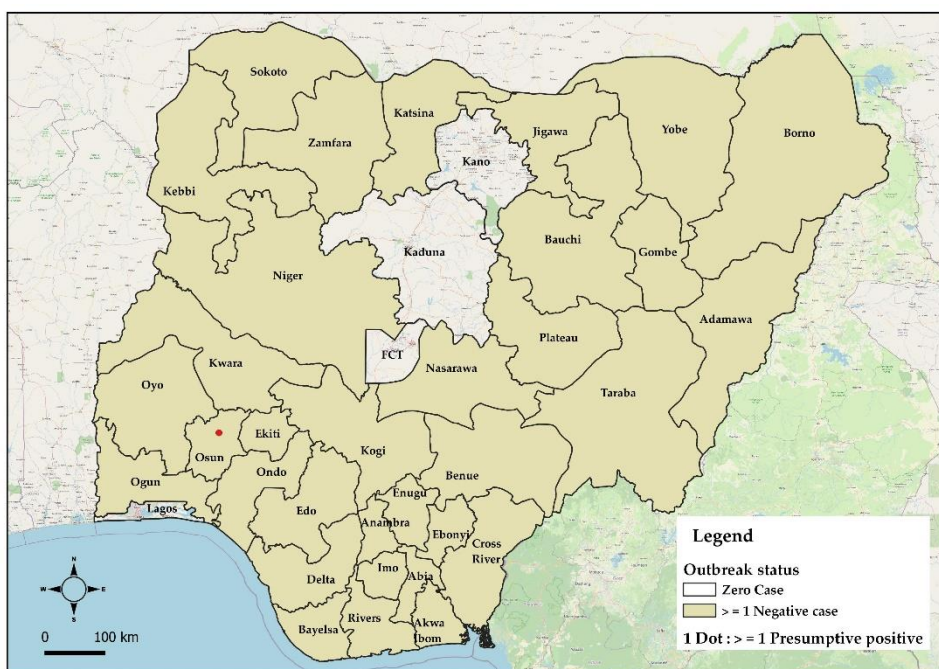 Sokoto
Katsina
Zamfara
Jigawa
Yobe
Borno
Kano
Kebbi
Kaduna
Bauchi
Gombe
Niger
Adamawa
Plateau
FCT
Nasarawa
Kwara
Oyo
Taraba
Ekiti
Osun
Kogi
Ondo
Benue
Ogun
Enugu
Lagos
Edo
Anambra
Ebonyi
Cross
River
Imo
Abia
Delta
Rivers
Akwa
Ibom
Bayelsa
N
W
E
S
0
100 km
Legend
Outbreak status
Zero Case
> = 1 Negative case
1 Dot : > = 1 Presumptive positive